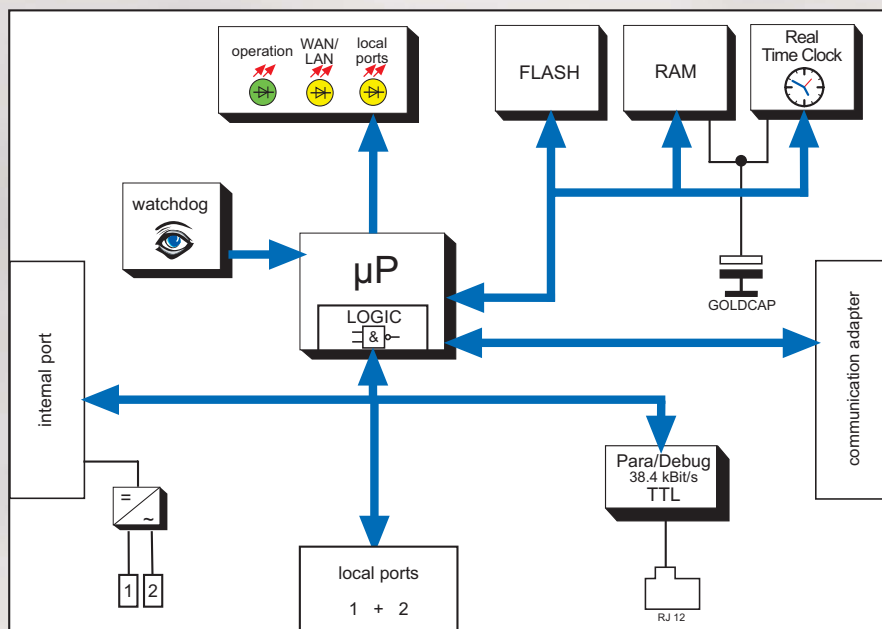 operation
WAN/
LAN
local
ports
FLASH
RAM
Real
Time Clock
watchdog
µP
LOGIC
&
GOLDCAP
internal port
communication adapter
=
~
1
2
Para/Debug
38.4 kBit/s
TTL
RJ 12
local ports
1 + 2